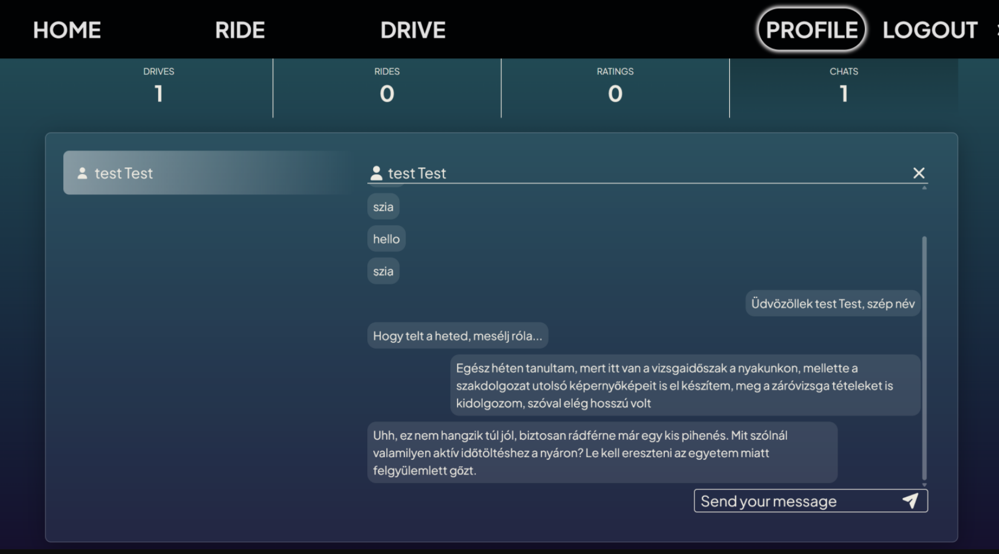 HOME RIDE DRIVE PROFILE LOGOUT
DRIVES RIDES RATINGS CHATS
1 0 0 1
test Test
test Test
szia
hello
szia
Üdvözöllek test Test, szép név
Hogy telt a heted, mesélj róla...
Egész héten tanultam, mert itt van a vizsgaidőszak a nyakunkon, mellette a
szakdolgozat utolsó képernyőképeit is el készítem, meg a záróvizsga tételeket is
kidolgozom, szóval elég hosszú volt
Uhh, ez nem hangzik túl jól, biztosan rádférne már egy kis pihenés. Mit szólnál
valamilyen aktív időtöltéshez a nyáron? Le kell ereszteni az egyetem miatt
felgyülemlett gőzt.
Send your message